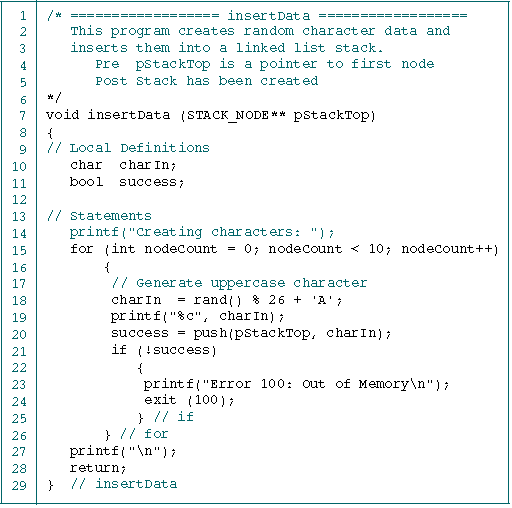 1 /* ================== insertData ==================
2 This program creates random character data and
3 inserts them into a linked list stack.
4 Pre pStackTop is a pointer to first node
5 Post Stack has been created
6 */
7 void insertData (STACK_NODE** pStackTop)
8 {
9 // Local Definitions
10 char charIn;
11 bool success;
12
13 // Statements
14 printf("Creating characters: ");
15 for (int nodeCount = 0; nodeCount < 10; nodeCount++)
16 {
17 // Generate uppercase character
18 charIn = rand() % 26 + 'A';
19 printf("%c", charIn);
20 success = push(pStackTop, charIn);
21 if (!success)
22 {
23 printf("Error 100: Out of Memory\n");
24 exit (100);
25 } // if
26 } // for
27 printf("\n");
28 return;
29 } // insertData